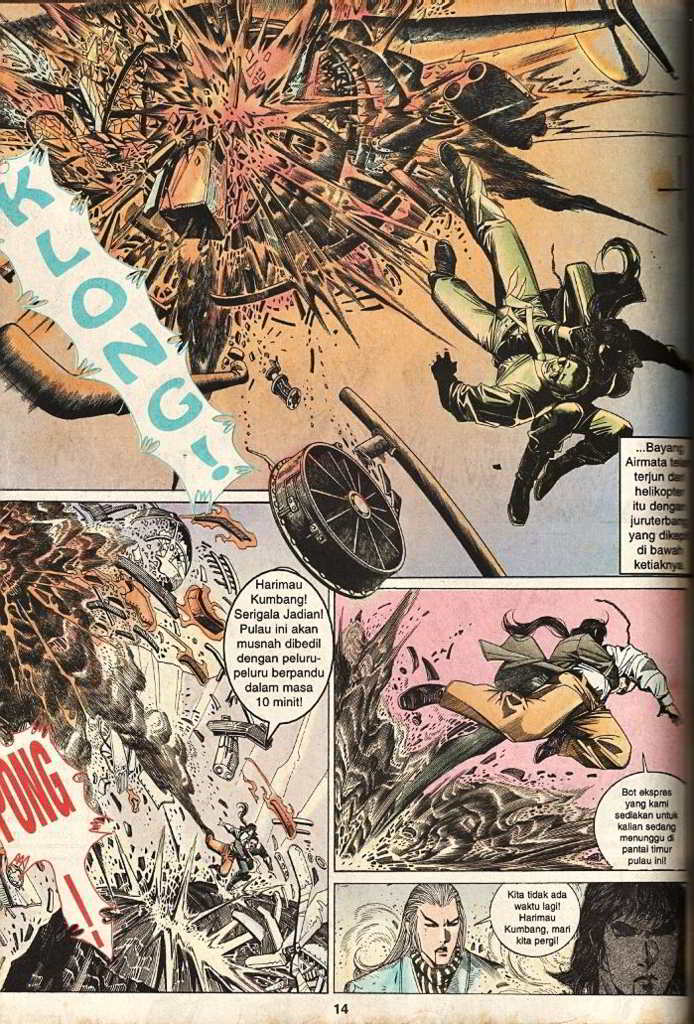 KLONG!
...Bayang
Airmata telah
terjun dari
helikopter
itu dengan
juruterbang
yang dikepit
di bawah
ketiaknya.
Harimau
Kumbang!
Serigala Jadian!
Pulau ini akan
musnah dibedil
dengan peluru-
peluru berpandu
dalam masa
10 minit!
PONG
!!
Bot ekspres
yang kami
sediakan untuk
kalian sedang
menunggu di
pantai timur
pulau ini!
Kita tidak ada
waktu lagi!
Harimau
Kumbang, mari
kita pergi!
14